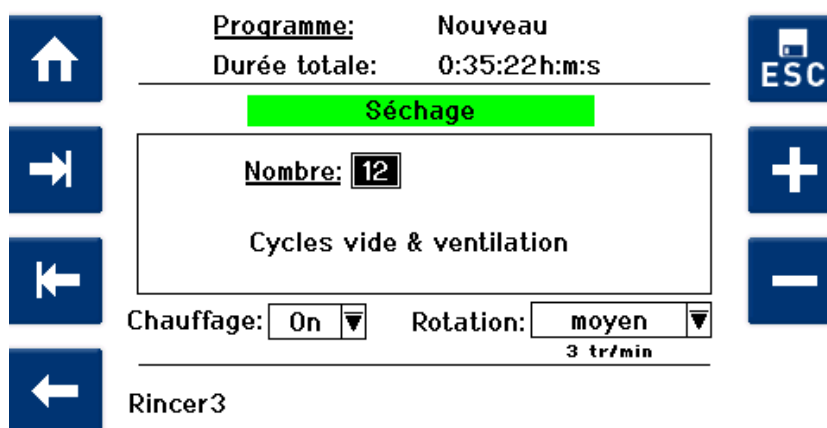 Programme: Nouveau
Durée totale: 0:35:22h:m:s
ESC
Séchage
Nombre: 12
Cycles vide & ventilation
Chauffage: On Rotation: moyen
3 tr/min
Rincer3